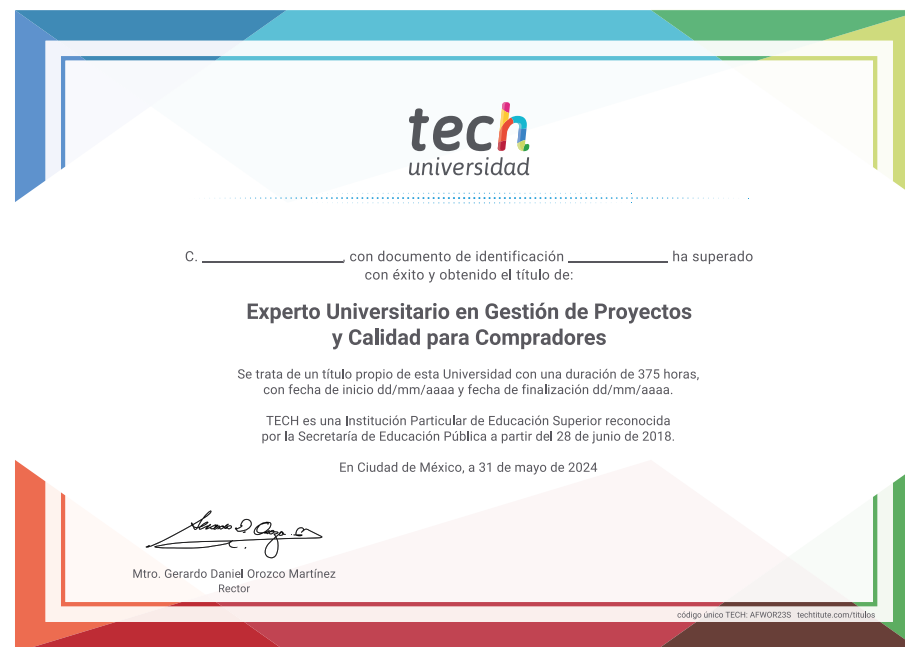 tech
universidad
C. ____________________, con documento de identificación ______________ ha superado
con éxito y obtenido el título de:
Experto Universitario en Gestión de Proyectos
y Calidad para Compradores
Se trata de un título propio de esta Universidad con una duración de 375 horas,
con fecha de inicio dd/mm/aaaa y fecha de finalización dd/mm/aaaa.
TECH es una Institución Particular de Educación Superior reconocida
por la Secretaría de Educación Pública a partir del 28 de junio de 2018.
En Ciudad de México, a 31 de mayo de 2024
Mtro. Gerardo Daniel Orozco Martínez
Rector
código único TECH: AFWOR23S techtitute.com/titulos